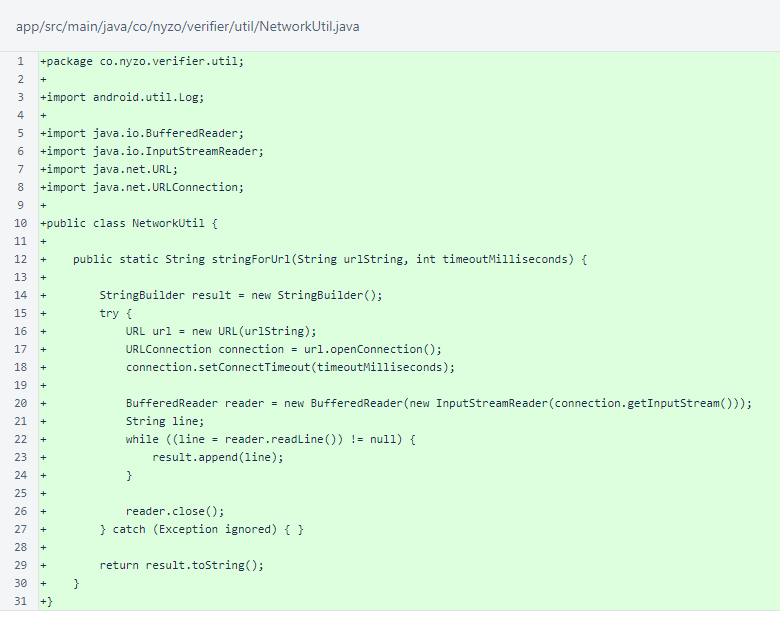 app/src/main/java/co/nyzo/verifier/util/NetworkUtil.java
1 +package co.nyzo.verifier.util;
2 +
3 +import android.util.Log;
4 +
5 +import java.io.BufferedReader;
6 +import java.io.InputStreamReader;
7 +import java.net.URL;
8 +import java.net.URLConnection;
9 +
10 +public class NetworkUtil {
11 +
12 +    public static String stringForUrl(String urlString, int timeoutMilliseconds) {
13 +
14 +        StringBuilder result = new StringBuilder();
15 +        try {
16 +            URL url = new URL(urlString);
17 +            URLConnection connection = url.openConnection();
18 +            connection.setConnectTimeout(timeoutMilliseconds);
19 +
20 +            BufferedReader reader = new BufferedReader(new InputStreamReader(connection.getInputStream()));
21 +            String line;
22 +            while ((line = reader.readLine()) != null) {
23 +                result.append(line);
24 +            }
25 +
26 +            reader.close();
27 +        } catch (Exception ignored) { }
28 +
29 +        return result.toString();
30 +    }
31 +}